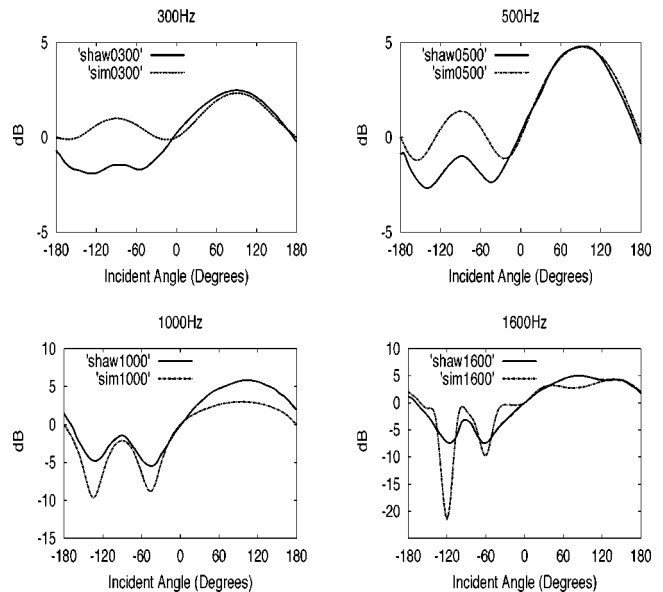 300Hz
5
0
-5
dB
'shaw0300'
'sim0300'
-180 -120 -60 0 60 120 180
Incident Angle (Degrees)
500Hz
5
0
-5
dB
'shaw0500'
'sim0500'
-180 -120 -60 0 60 120 180
Incident Angle (Degrees)
1000Hz
10
5
0
-5
-10
-15
dB
'shaw1000'
'sim1000'
-180 -120 -60 0 60 120 180
Incident Angle (Degrees)
1600Hz
10
5
0
-5
-10
-15
-20
dB
'shaw1600'
'sim1600'
-180 -120 -60 0 60 120 180
Incident Angle (Degrees)